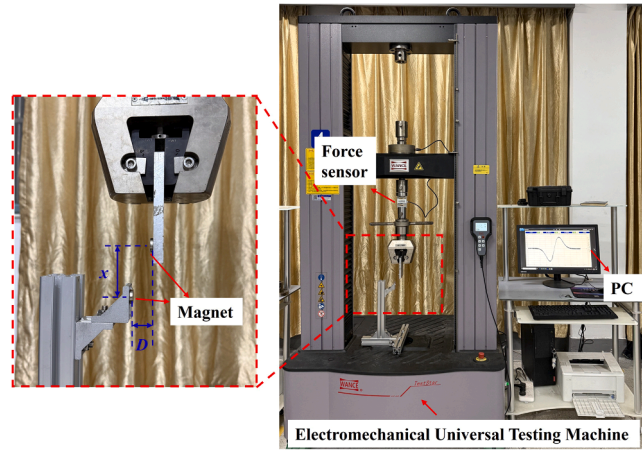 x
D
Magnet
Force
sensor
WANCE
PC
WANCE
Electromechanical Universal Testing Machine